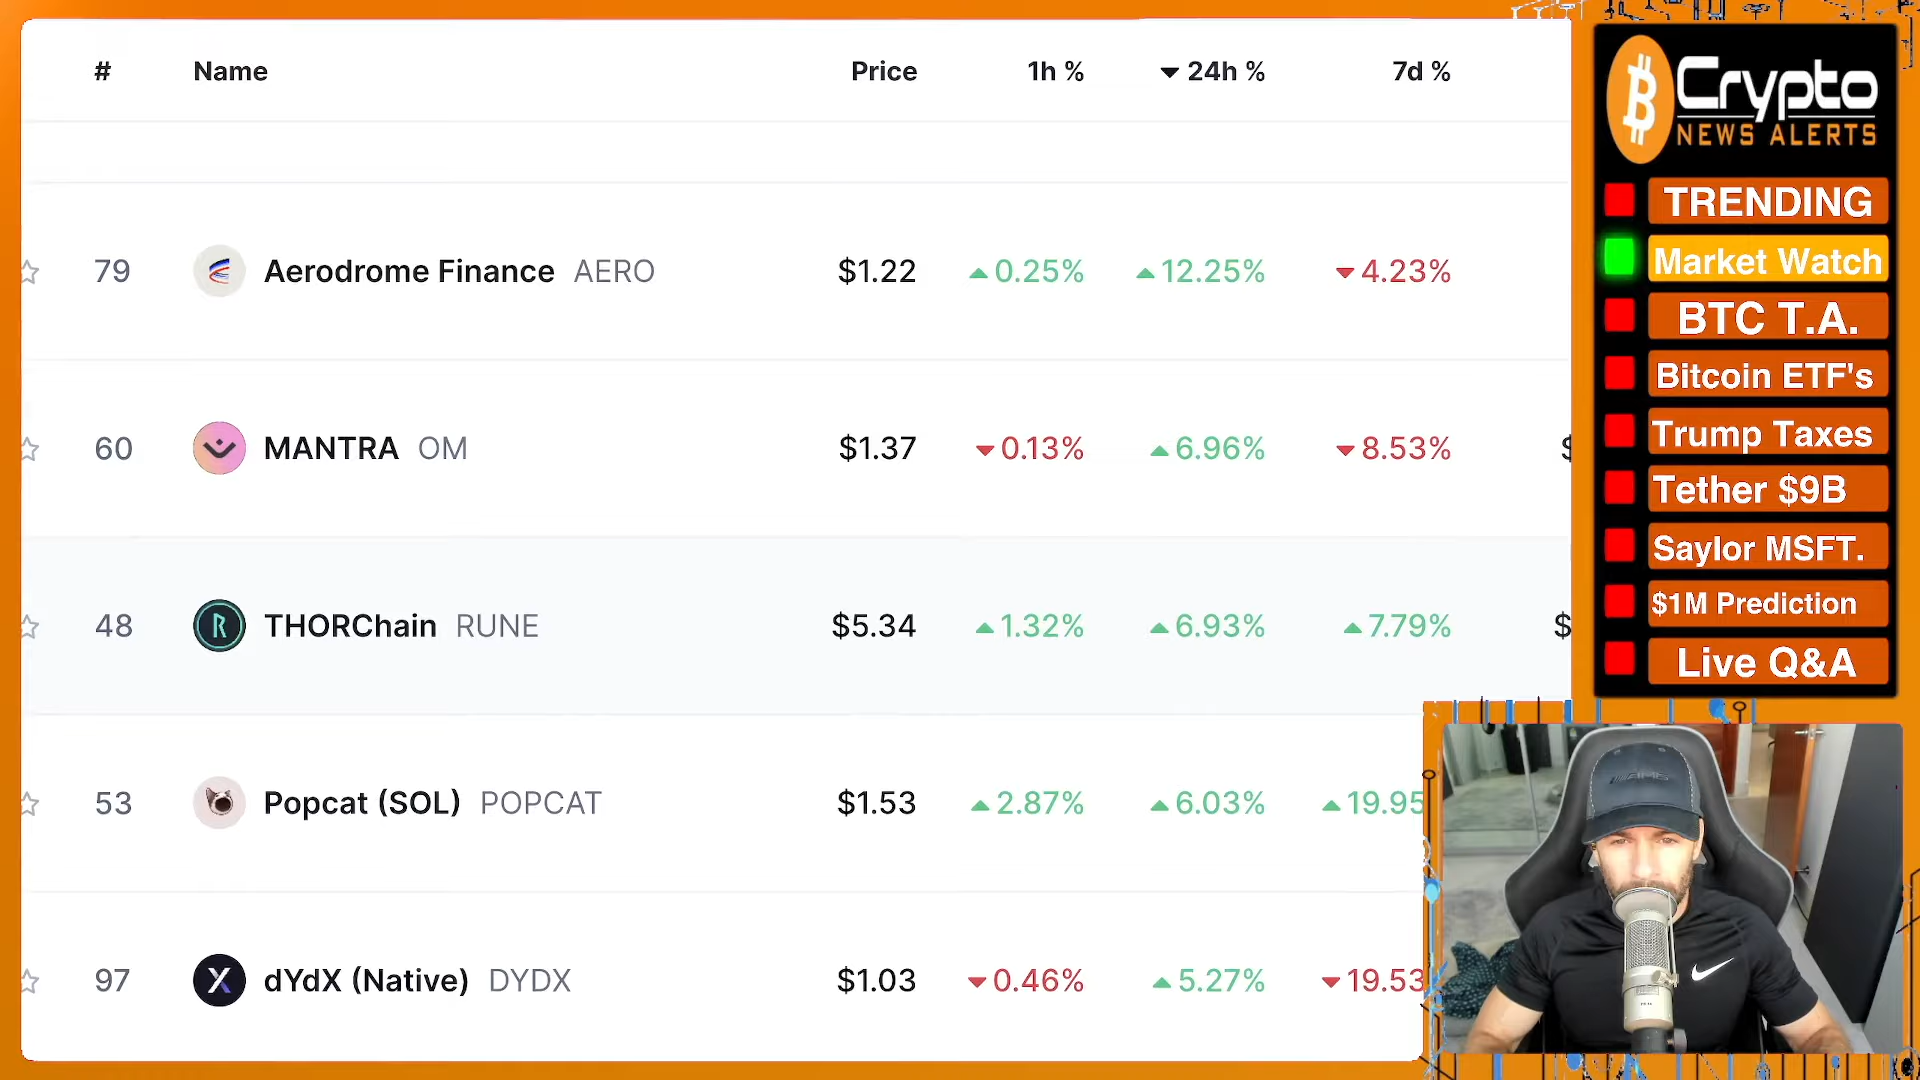 # Name Price 1h % 24h % 7d %
79 Aerodrome Finance AERO $1.22 0.25% 12.25% 4.23%
60 MANTRA OM $1.37 0.13% 6.96% 8.53% $
48 THORChain RUNE $5.34 1.32% 6.93% 7.79% $
53 Popcat (SOL) POPCAT $1.53 2.87% 6.03% 19.95
97 dYdX (Native) DYDX $1.03 0.46% 5.27% 19.53
Crypto
NEWS ALERTS
TRENDING
Market Watch
BTC T.A.
Bitcoin ETF's
Trump Taxes
Tether $9B
Saylor MSFT.
$1M Prediction
Live Q&A